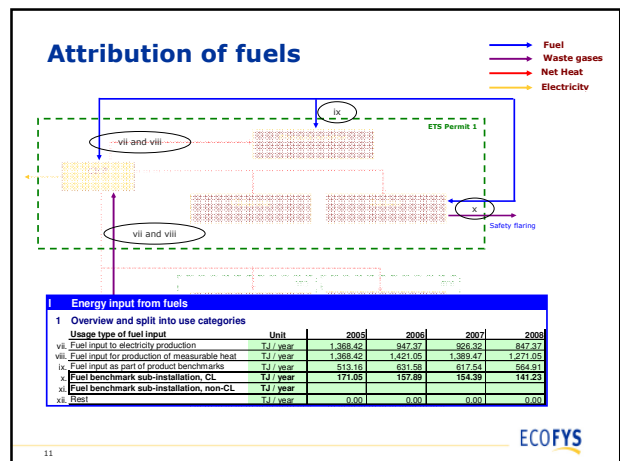 Attribution of fuels
Fuel
Waste gases
Net Heat
Electricity
ix
ETS Permit 1
vii and viii
x
Safety flaring
vii and viii
I Energy input from fuels
1 Overview and split into use categories
Usage type of fuel input Unit 2005 2006 2007 2008
vii. Fuel input to electricity production TJ / year 1,368.42 947.37 926.32 847.37
viii. Fuel input for production of measurable heat TJ / year 1,368.42 1,421.05 1,389.47 1,271.05
ix. Fuel input as part of product benchmarks TJ / year 513.16 631.58 617.54 564.91
x. Fuel benchmark sub-installation, CL TJ / year 171.05 157.89 154.39 141.23
xi. Fuel benchmark sub-installation, non-CL TJ / year
xii. Rest TJ / year 0.00 0.00 0.00 0.00
11
ECOFYS